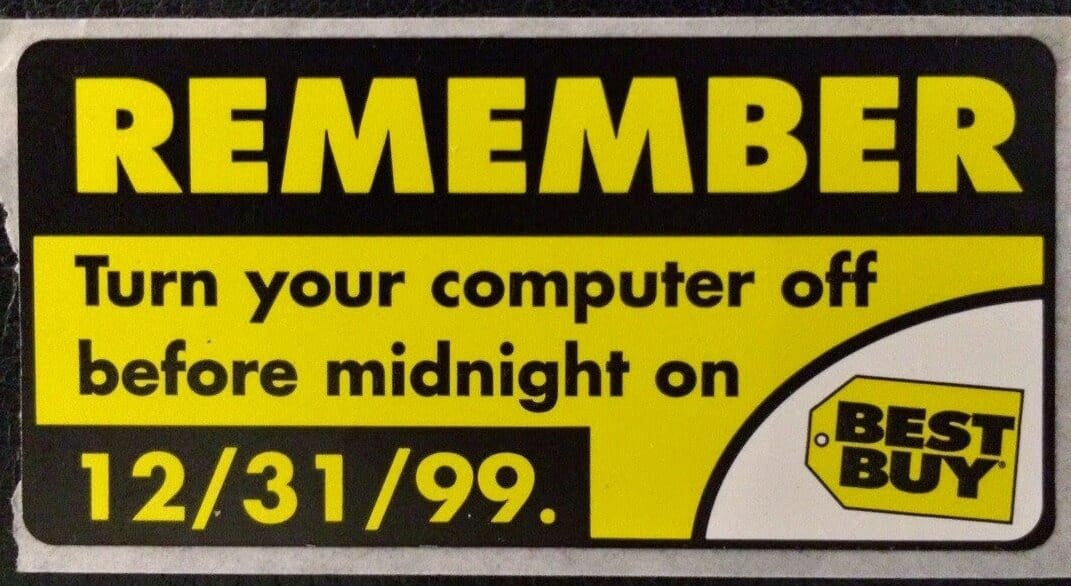 REMEMBER
Turn your computer off
before midnight on
12/31/99.
BEST
BUY®